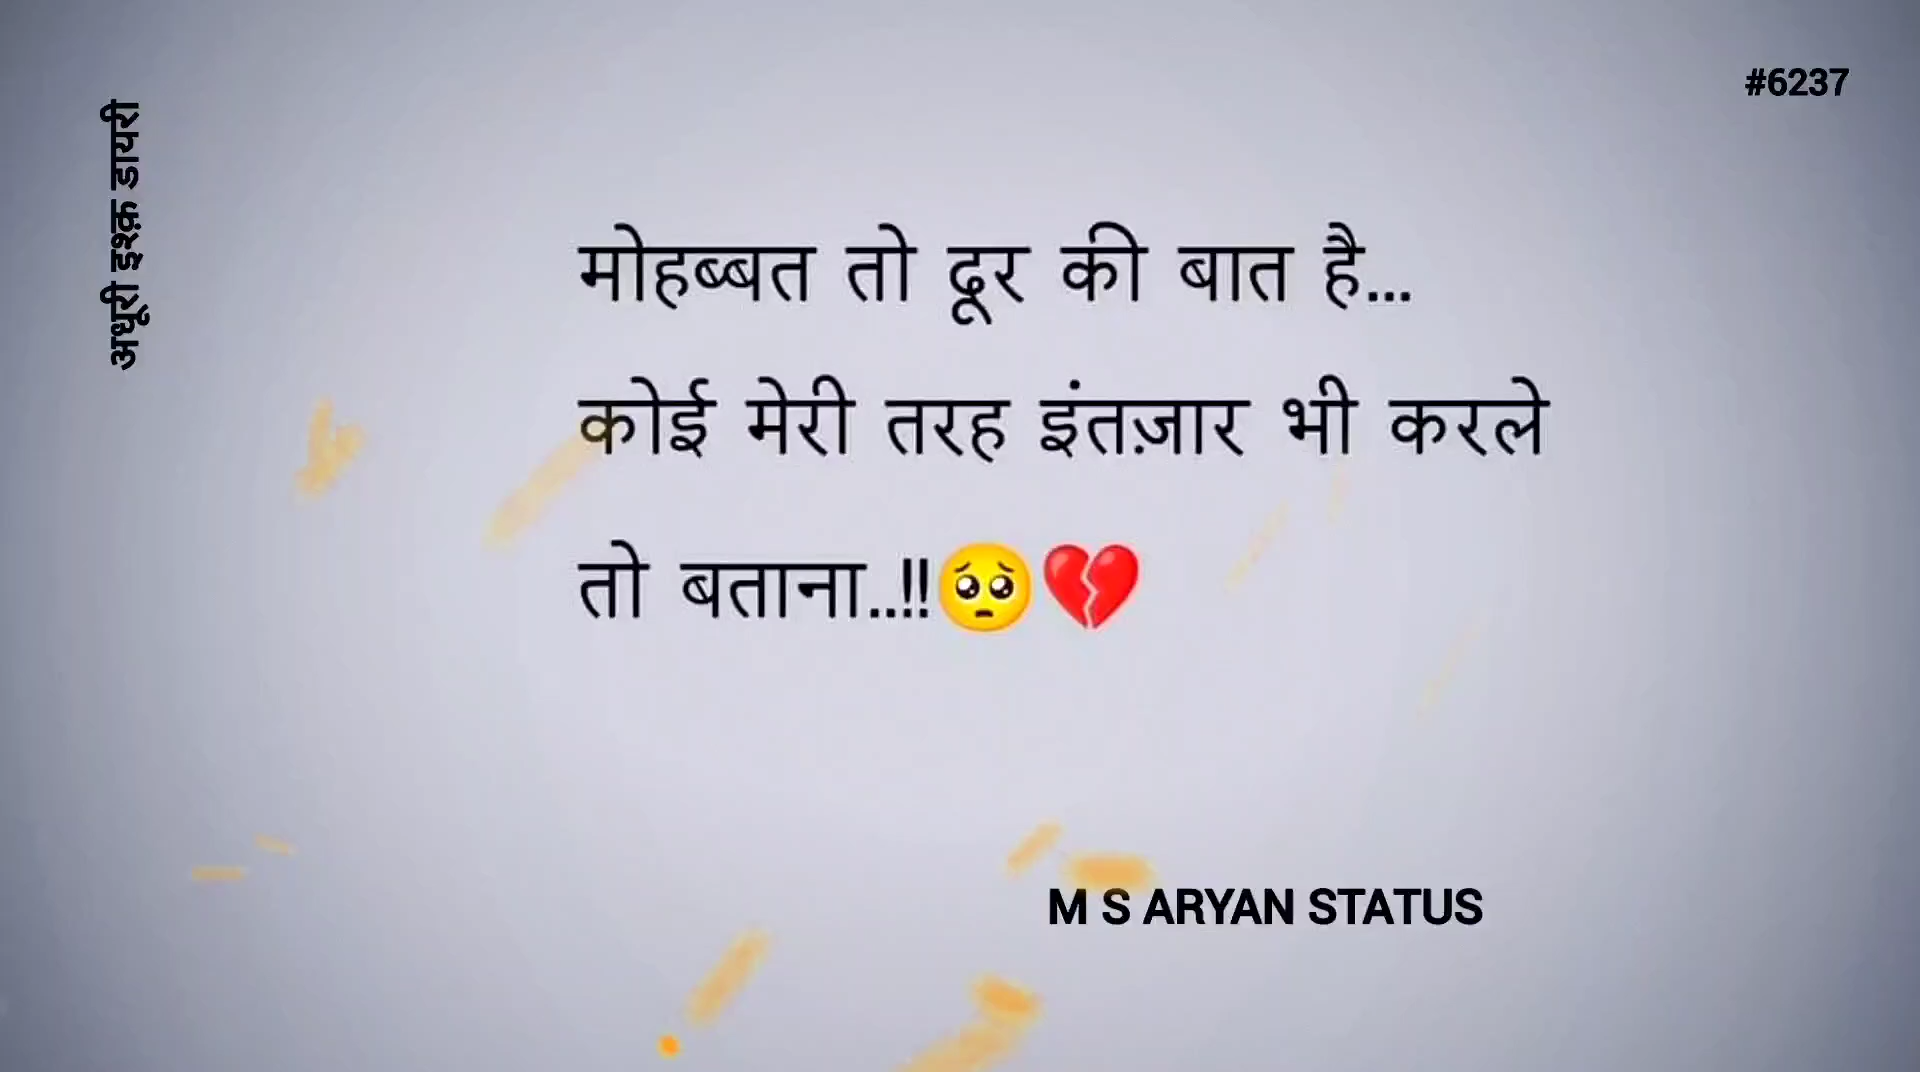 #6237
अधूरी इश्क़ डायरी
मोहब्बत तो दूर की बात है...
कोई मेरी तरह इंतज़ार भी करले
तो बताना..!!🥺💔
M S ARYAN STATUS